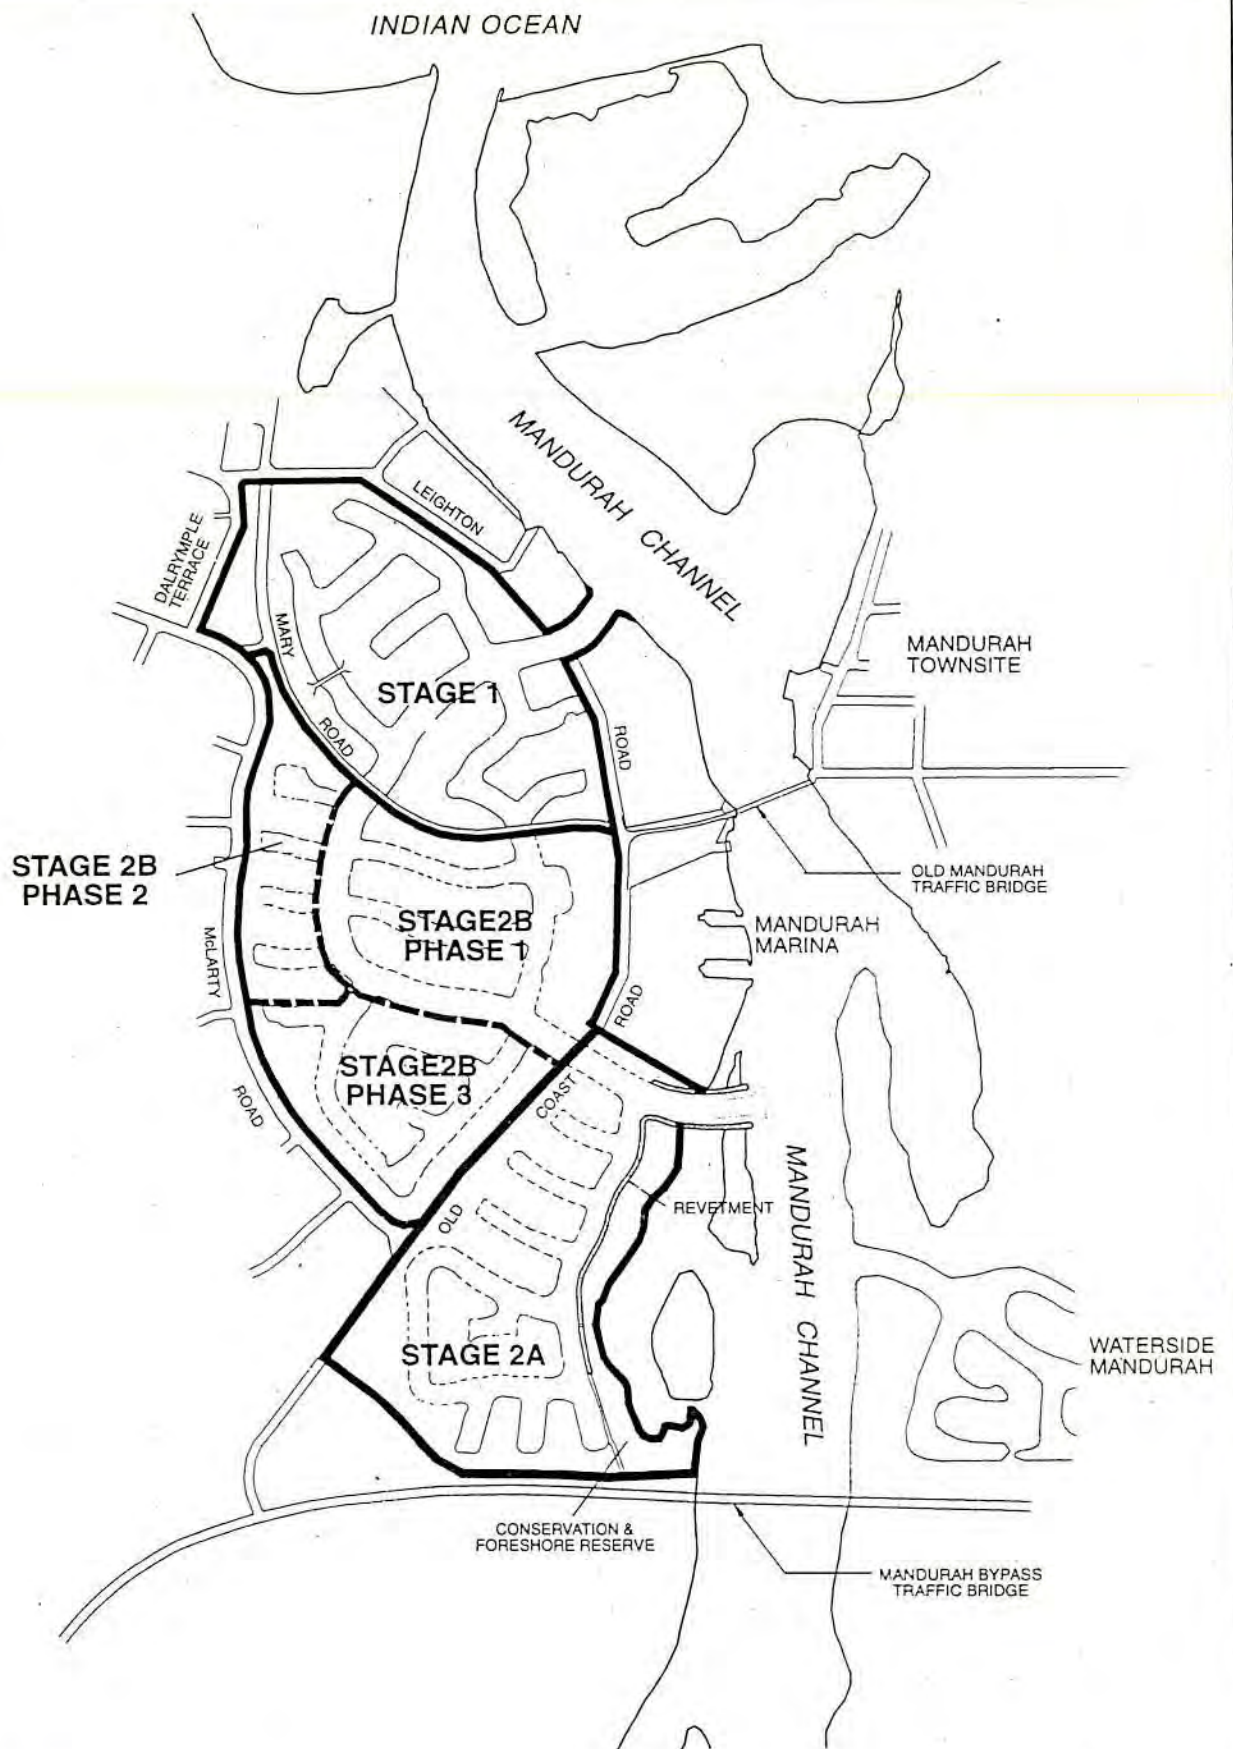 INDIAN OCEAN
MANDURAH CHANNEL
LEIGHTON
DALRYMPLE
TERRACE
MARY
MANDURAH
TOWNSITE
STAGE 1
ROAD
ROAD
STAGE 2B
PHASE 2
OLD MANDURAH
TRAFFIC BRIDGE
STAGE2B
PHASE 1
MANDURAH
MARINA
McLARTY
ROAD
STAGE2B
PHASE 3
COAST
ROAD
REVETMENT
OLD
MANDURAH CHANNEL
STAGE 2A
WATERSIDE
MANDURAH
CONSERVATION &
FORESHORE RESERVE
MANDURAH BYPASS
TRAFFIC BRIDGE